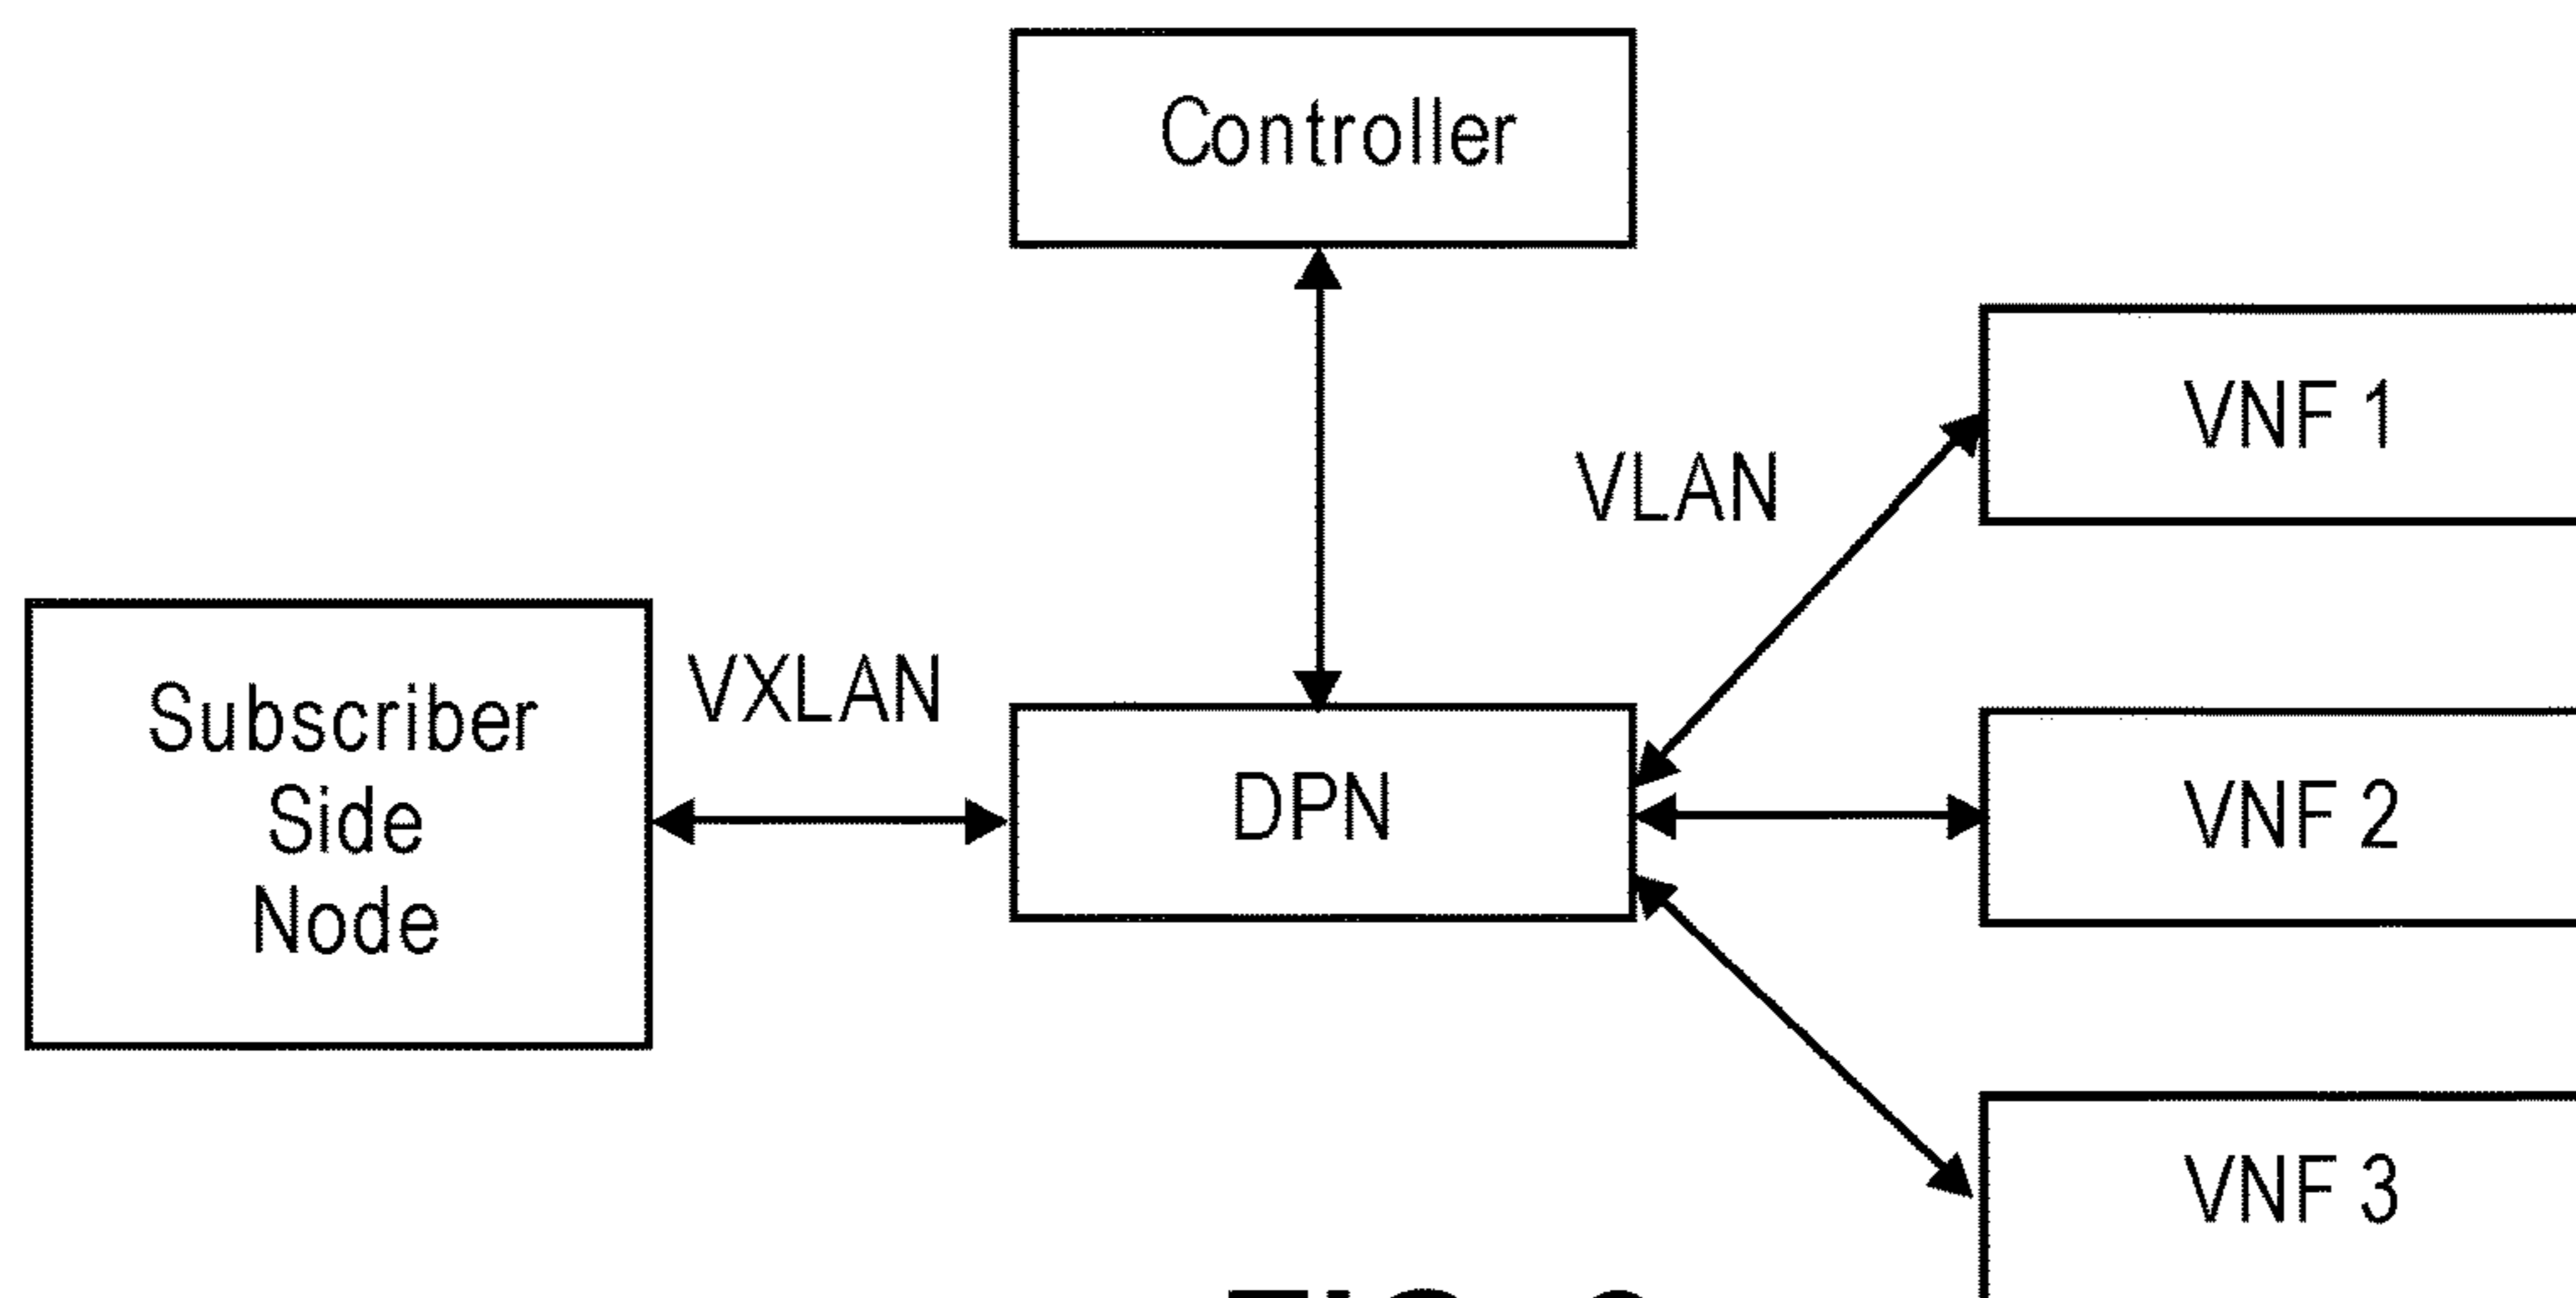 Controller
VNF 1
VLAN
Subscriber
Side
Node
VXLAN
DPN
VNF 2
VNF 3